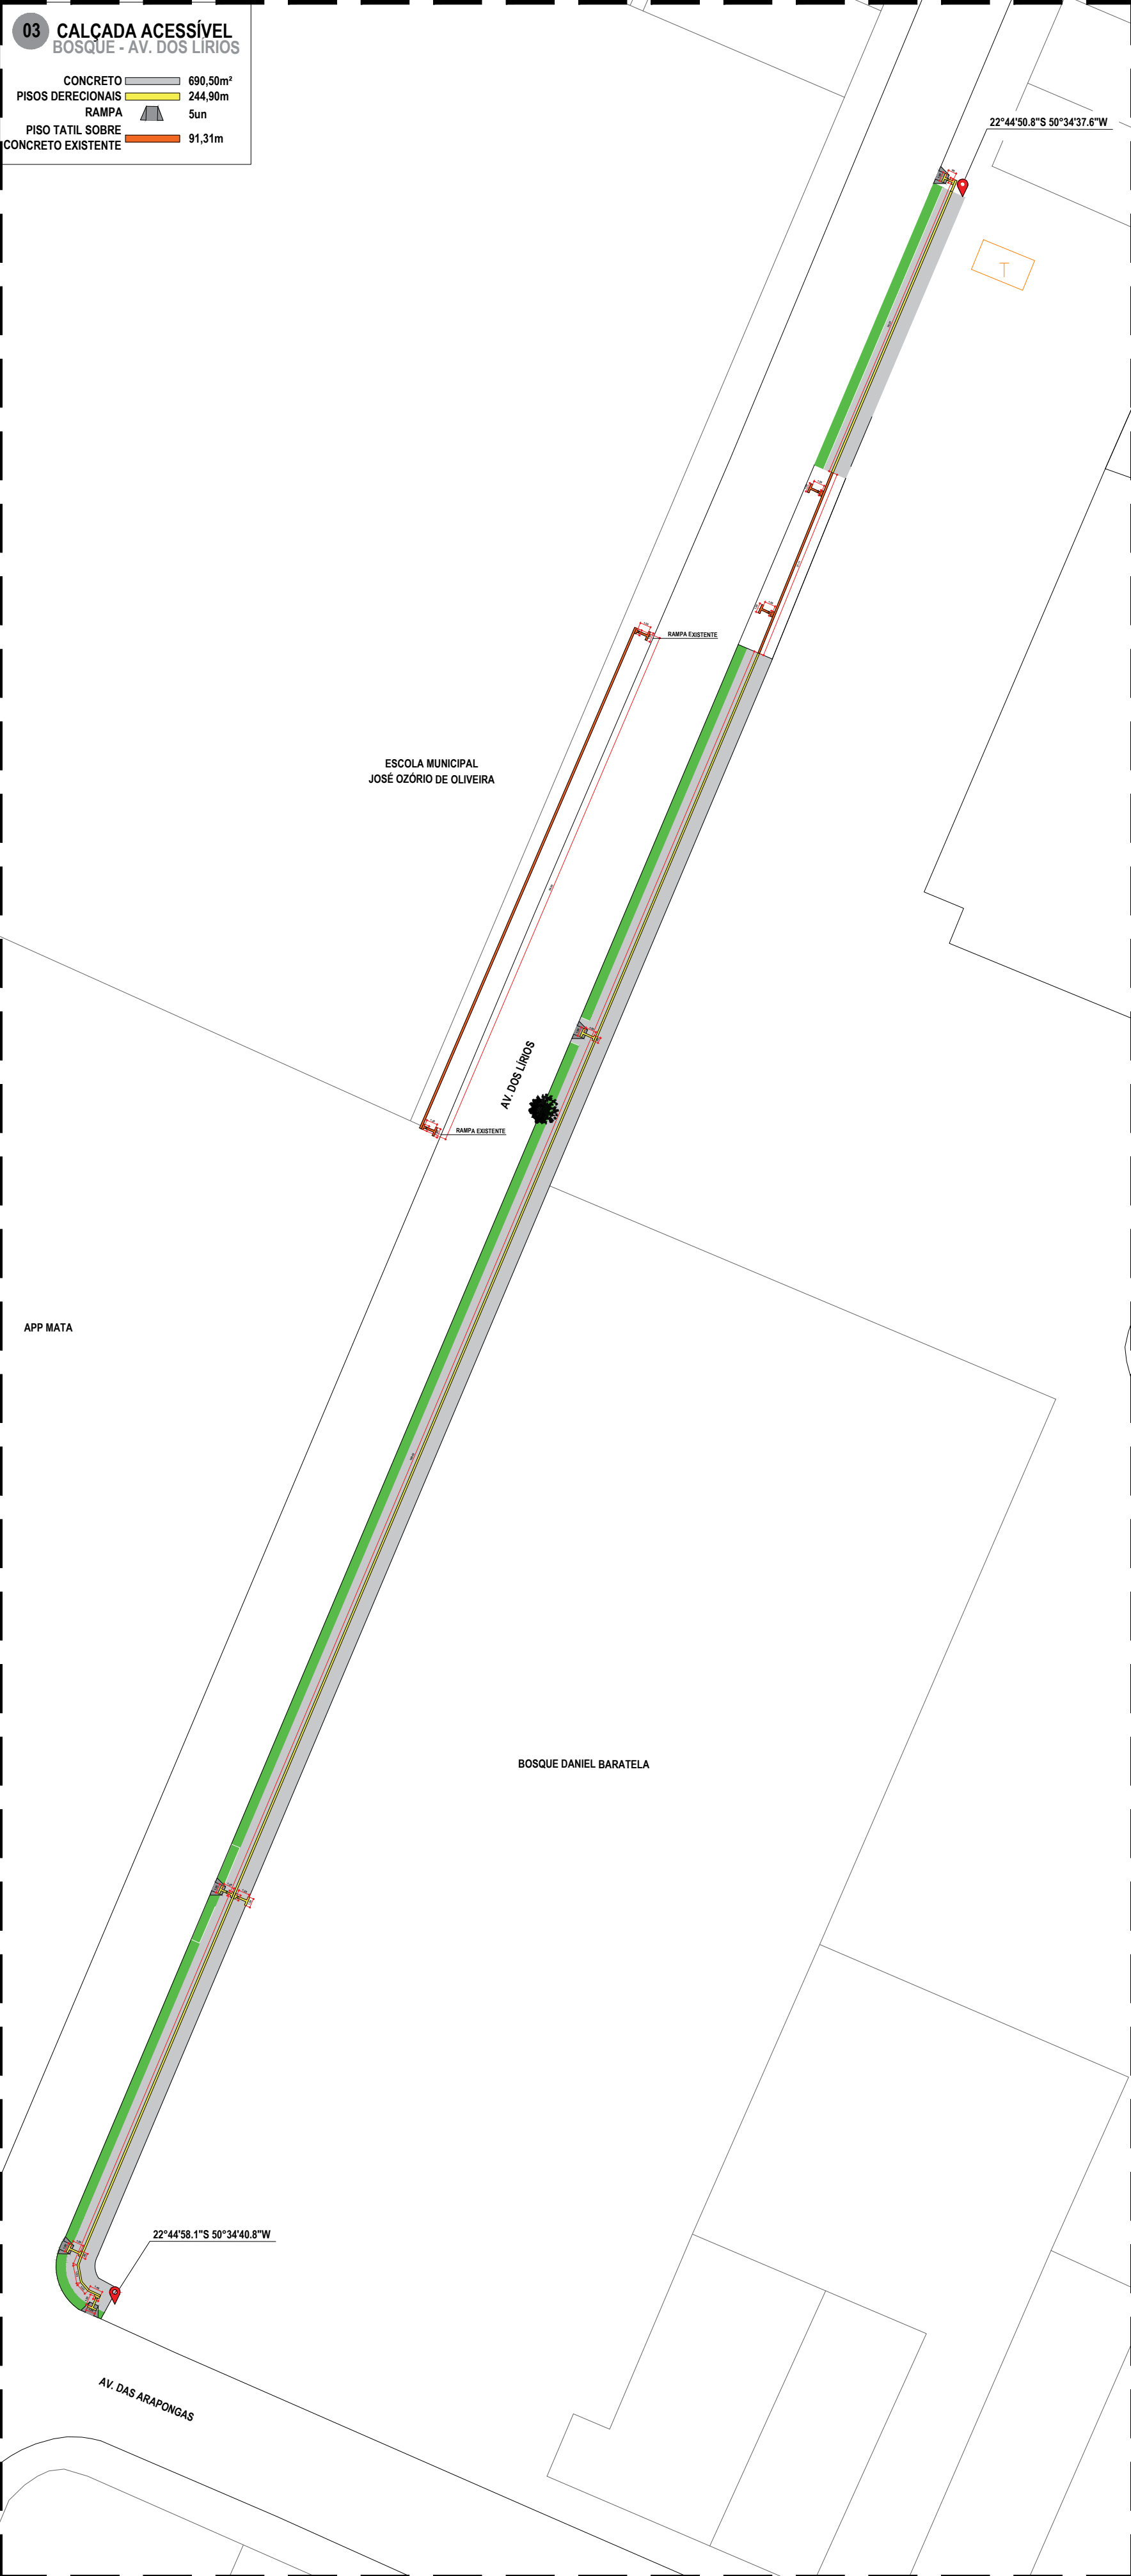 03 CALÇADA ACESSÍVEL
BOSQUE - AV. DOS LÍRIOS
CONCRETO 690,50m²
PISOS DERECIONAIS 244,90m
RAMPA 5un
PISO TATIL SOBRE
CONCRETO EXISTENTE 91,31m
22°44'50.8"S 50°34'37.6"W
T
RAMPA EXISTENTE
ESCOLA MUNICIPAL
JOSÉ OZÓRIO DE OLIVEIRA
AV. DOS LÍRIOS
RAMPA EXISTENTE
APP MATA
BOSQUE DANIEL BARATELA
22°44'58.1"S 50°34'40.8"W
AV. DAS ARAPONGAS